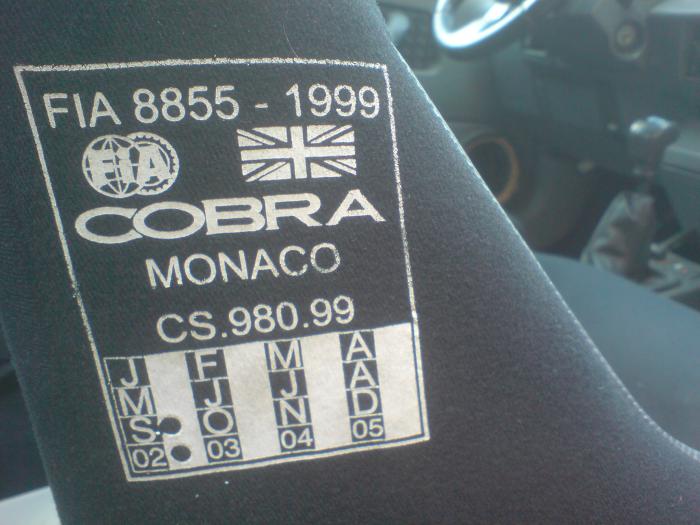 FIA 8855 - 1999
FIA
COBRA
MONACO
CS.980.99
J F M A
M J J A
S O N D
02 03 04 05